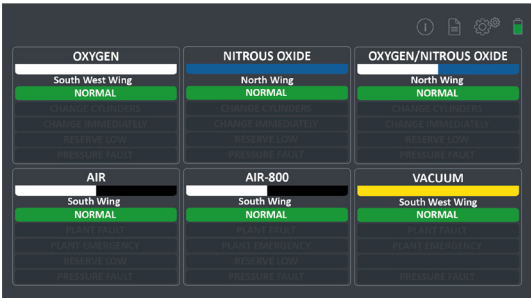 OXYGEN
South West Wing
NORMAL
CHANGE CYLINDERS
CHANGE IMMEDIATELY
RESERVE LOW
PRESSURE FAULT
NITROUS OXIDE
North Wing
NORMAL
CHANGE CYLINDERS
CHANGE IMMEDIATELY
RESERVE LOW
PRESSURE FAULT
OXYGEN/NITROUS OXIDE
North Wing
NORMAL
CHANGE CYLINDERS
CHANGE IMMEDIATELY
RESERVE LOW
PRESSURE FAULT
AIR
South Wing
NORMAL
PLANT FAULT
PLANT EMERGENCY
RESERVE LOW
PRESSURE FAULT
AIR-800
South Wing
NORMAL
PLANT FAULT
PLANT EMERGENCY
RESERVE LOW
PRESSURE FAULT
VACUUM
South West Wing
NORMAL
PLANT FAULT
PLANT EMERGENCY
PRESSURE FAULT